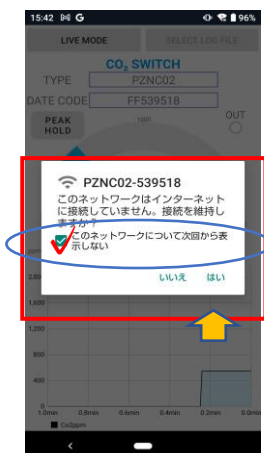 15:42 G 96%
LIVE MODE SELECT LOG FILE
CO₂ SWITCH
TYPE PZNC02
DATE CODE FF539518
PEAK HOLD OUT
PZNC02-539518
このネットワークはインターネット
に接続していません。接続を維持し
ますか？
このネットワークについて次回から表
示しない
いいえ はい
1,600
1,200
800
400
0
1.0min 0.8min 0.6min 0.4min 0.2min 0.0min
Co2ppm